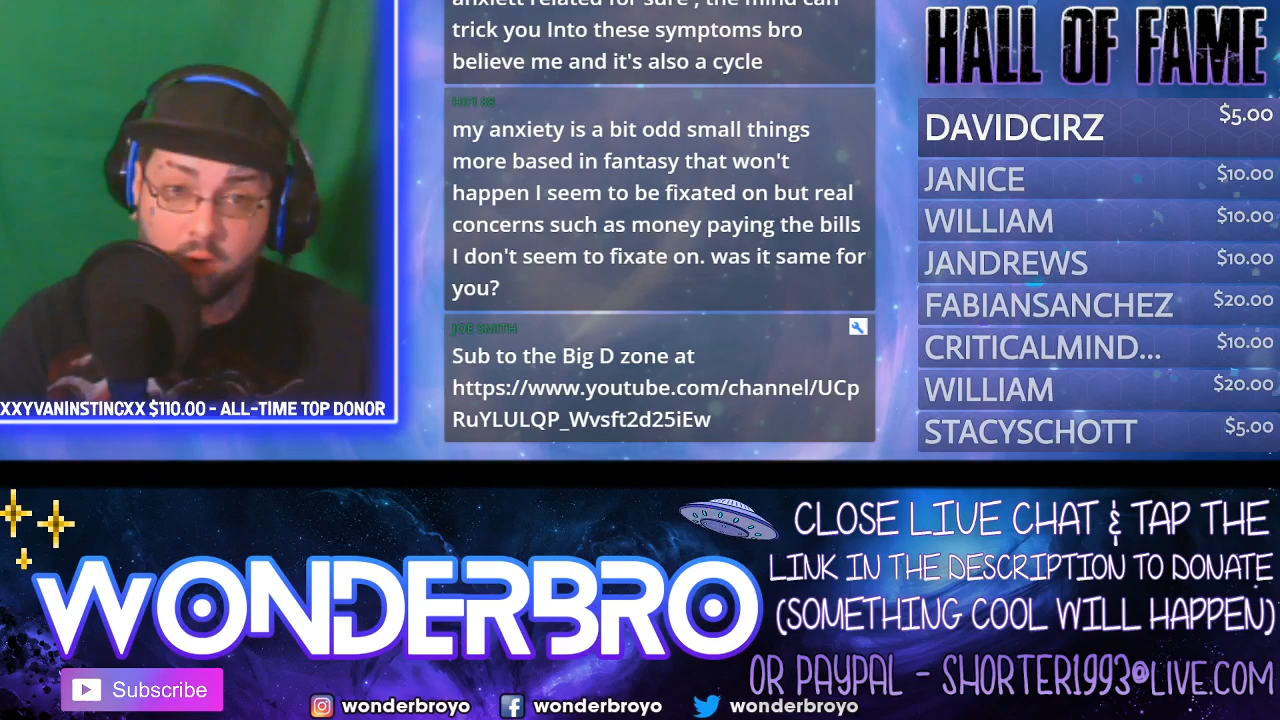 anxiett related for sure , the mind can
trick you Into these symptoms bro
believe me and it's also a cycle
my anxiety is a bit odd small things
more based in fantasy that won't
happen I seem to be fixated on but real
concerns such as money paying the bills
I don't seem to fixate on. was it same for
you?
JOE SMITH
Sub to the Big D zone at
https://www.youtube.com/channel/UCp
RuYLULQP_Wvsft2d25iEw
XXYVANINSTINCXX $110.00 - ALL-TIME TOP DONOR
HALL OF FAME
DAVIDCIRZ $5.00
JANICE $10.00
WILLIAM $10.00
JANDREWS $10.00
FABIANSANCHEZ $20.00
CRITICALMIND... $10.00
WILLIAM $20.00
STACYSCHOTT $5.00
WONDERBRO
Subscribe
wonderbroyo
wonderbroyo
wonderbroyo
CLOSE LIVE CHAT & TAP THE
LINK IN THE DESCRIPTION TO DONATE
(SOMETHING COOL WILL HAPPEN)
OR PAYPAL - SHORTER1993@LIVE.COM